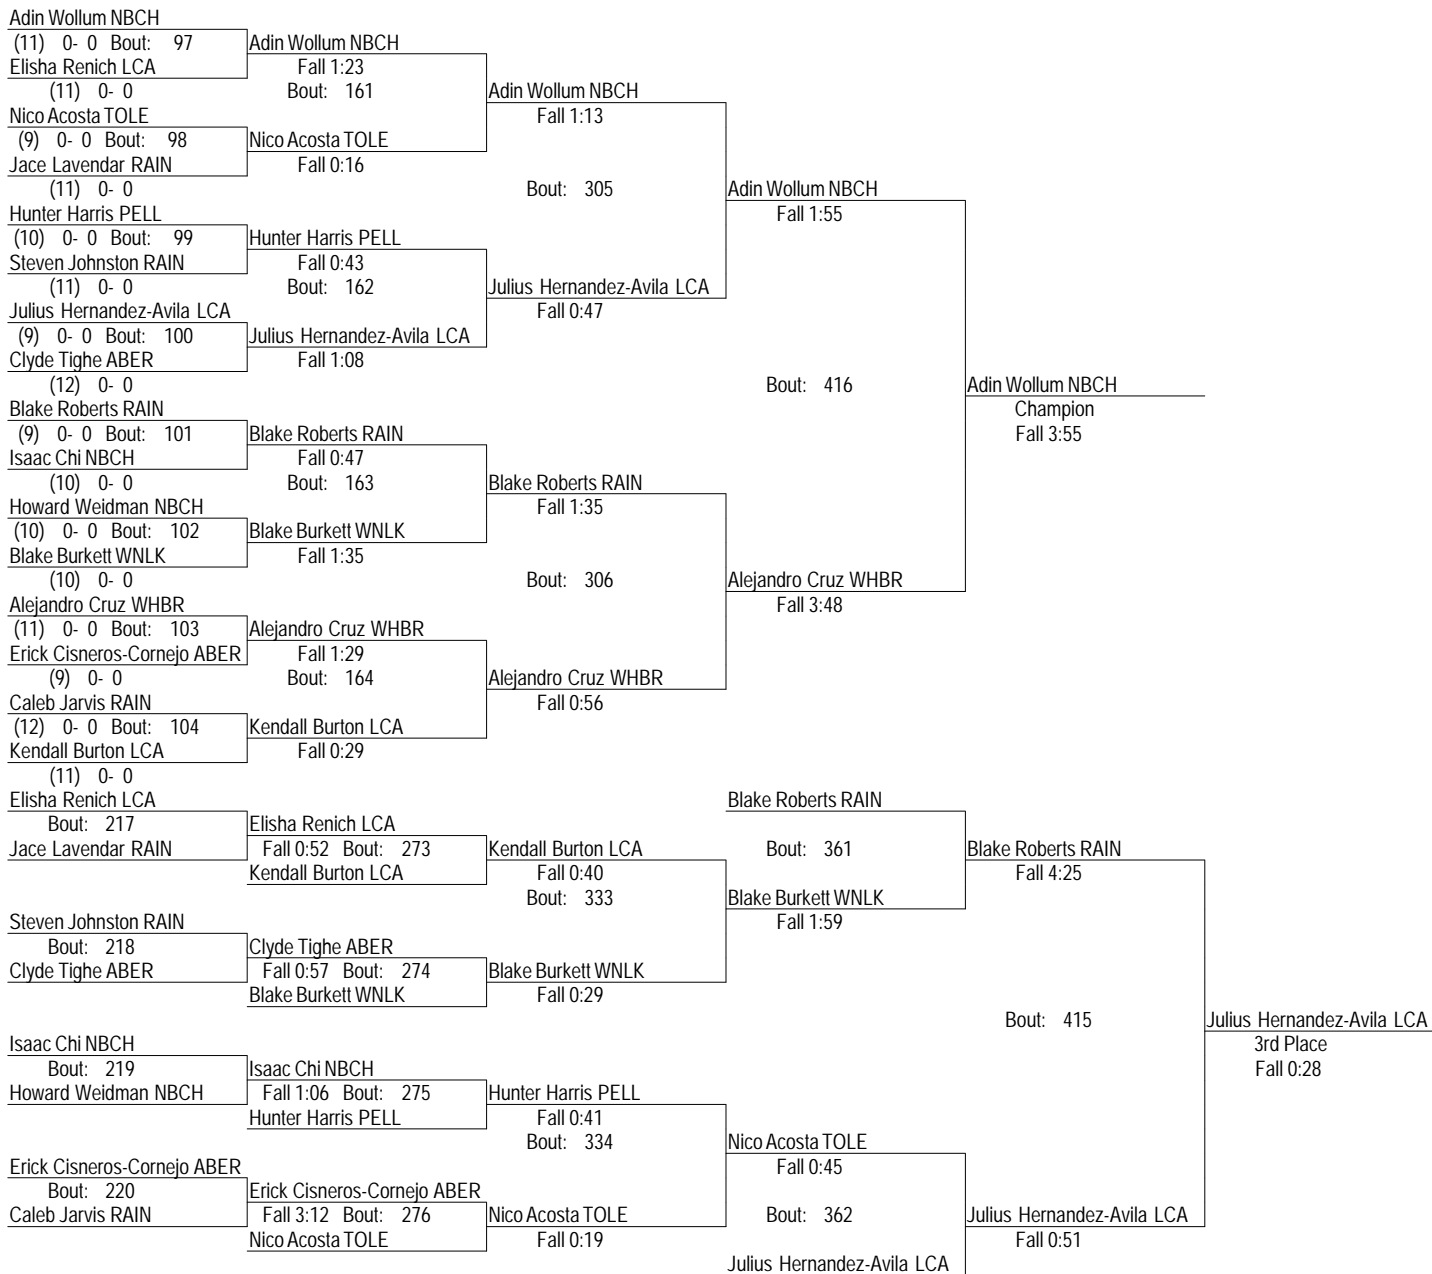 Adin Wollum NBCH
(11) 0- 0 Bout: 97 Adin Wollum NBCH
Elisha Renich LCA Fall 1:23
(11) 0- 0 Bout: 161 Adin Wollum NBCH
Nico Acosta TOLE Fall 1:13
(9) 0- 0 Bout: 98 Nico Acosta TOLE
Jace Lavendar RAIN Fall 0:16
(11) 0- 0 Bout: 305 Adin Wollum NBCH
Hunter Harris PELL Fall 1:55
(10) 0- 0 Bout: 99 Hunter Harris PELL
Steven Johnston RAIN Fall 0:43
(11) 0- 0 Bout: 162 Julius Hernandez-Avila LCA
Julius Hernandez-Avila LCA Fall 0:47
(9) 0- 0 Bout: 100 Julius Hernandez-Avila LCA
Clyde Tighe ABER Fall 1:08
(12) 0- 0 Bout: 416 Adin Wollum NBCH
Blake Roberts RAIN Champion
(9) 0- 0 Bout: 101 Blake Roberts RAIN Fall 3:55
Isaac Chi NBCH Fall 0:47
(10) 0- 0 Bout: 163 Blake Roberts RAIN
Howard Weidman NBCH Fall 1:35
(10) 0- 0 Bout: 102 Blake Burkett WNLK
Blake Burkett WNLK Fall 1:35
(10) 0- 0 Bout: 306 Alejandro Cruz WHBR
Alejandro Cruz WHBR Fall 3:48
(11) 0- 0 Bout: 103 Alejandro Cruz WHBR
Erick Cisneros-Cornejo ABER Fall 1:29
(9) 0- 0 Bout: 164 Alejandro Cruz WHBR
Caleb Jarvis RAIN Fall 0:56
(12) 0- 0 Bout: 104 Kendall Burton LCA
Kendall Burton LCA Fall 0:29
(11) 0- 0
Elisha Renich LCA Blake Roberts RAIN
Bout: 217 Elisha Renich LCA
Jace Lavendar RAIN Fall 0:52 Bout: 273 Kendall Burton LCA Bout: 361 Blake Roberts RAIN
Kendall Burton LCA Fall 0:40 Fall 4:25
Bout: 333 Blake Burkett WNLK
Steven Johnston RAIN Fall 1:59
Bout: 218 Clyde Tighe ABER
Clyde Tighe ABER Fall 0:57 Bout: 274 Blake Burkett WNLK
Blake Burkett WNLK Fall 0:29
Bout: 415 Julius Hernandez-Avila LCA
Isaac Chi NBCH 3rd Place
Bout: 219 Isaac Chi NBCH Fall 0:28
Howard Weidman NBCH Fall 1:06 Bout: 275 Hunter Harris PELL
Hunter Harris PELL Fall 0:41
Bout: 334 Nico Acosta TOLE
Erick Cisneros-Cornejo ABER Fall 0:45
Bout: 220 Erick Cisneros-Cornejo ABER
Caleb Jarvis RAIN Fall 3:12 Bout: 276 Nico Acosta TOLE Bout: 362 Julius Hernandez-Avila LCA
Nico Acosta TOLE Fall 0:19 Fall 0:51
Julius Hernandez-Avila LCA